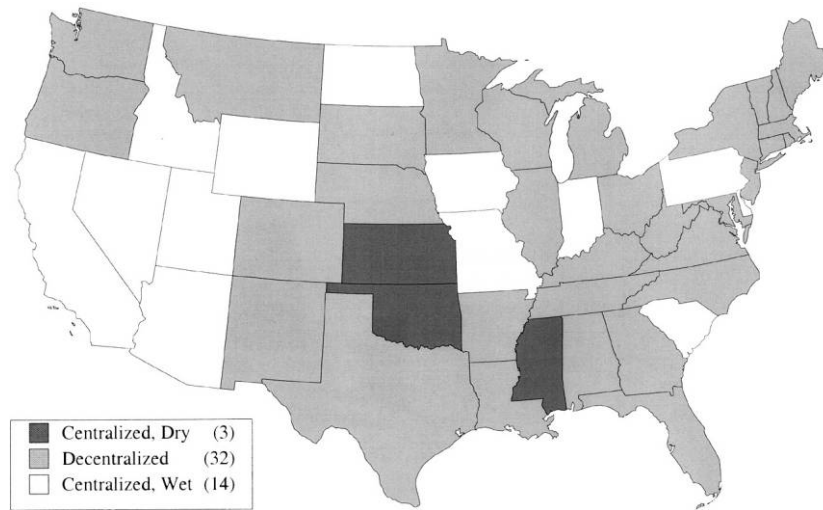 Centralized, Dry (3)
Decentralized (32)
Centralized, Wet (14)